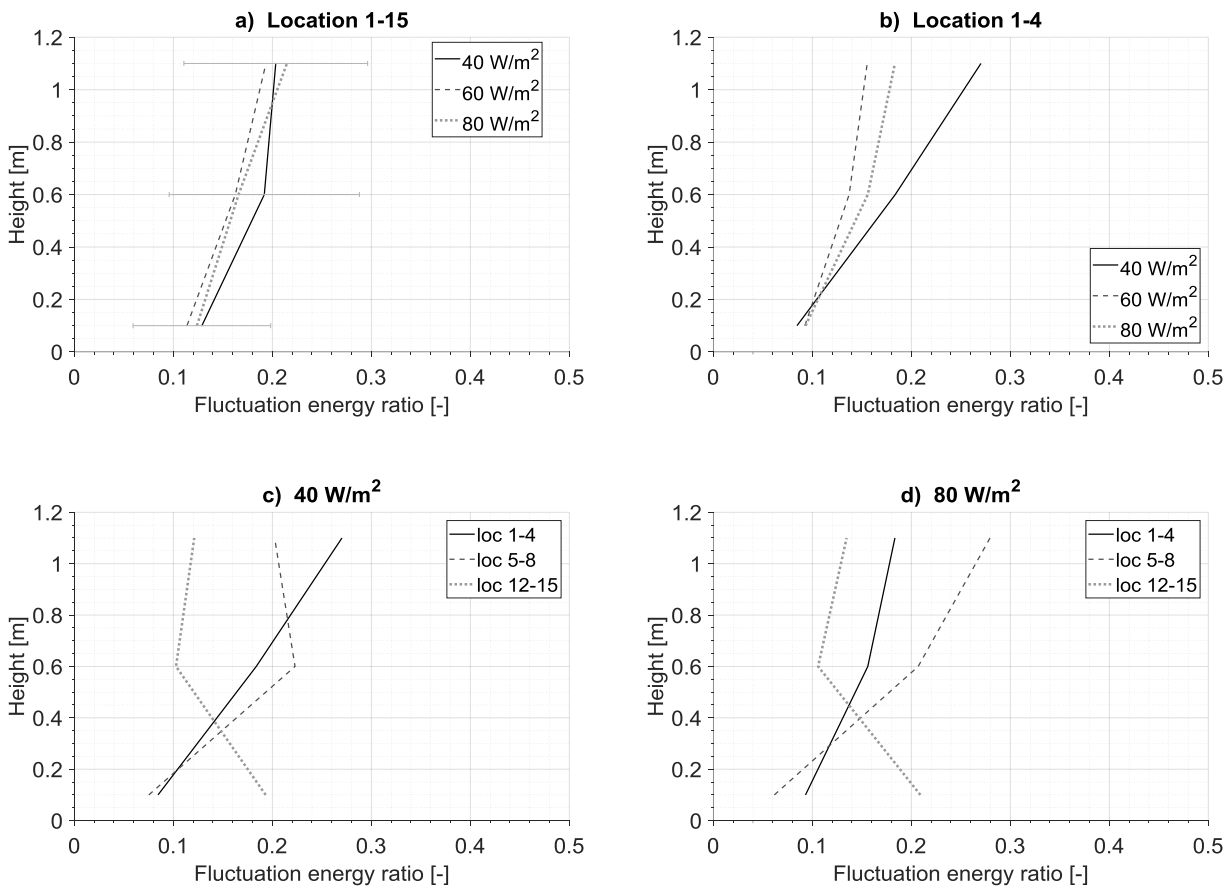 a) Location 1-15
1.2
1
0.8
0.6
0.4
0.2
0
Height [m]
40 W/m²
60 W/m²
80 W/m²
0 0.1 0.2 0.3 0.4 0.5
Fluctuation energy ratio [-]
b) Location 1-4
1.2
1
0.8
0.6
0.4
0.2
0
Height [m]
40 W/m²
60 W/m²
80 W/m²
0 0.1 0.2 0.3 0.4 0.5
Fluctuation energy ratio [-]
c) 40 W/m²
1.2
1
0.8
0.6
0.4
0.2
0
Height [m]
loc 1-4
loc 5-8
loc 12-15
0 0.1 0.2 0.3 0.4 0.5
Fluctuation energy ratio [-]
d) 80 W/m²
1.2
1
0.8
0.6
0.4
0.2
0
Height [m]
loc 1-4
loc 5-8
loc 12-15
0 0.1 0.2 0.3 0.4 0.5
Fluctuation energy ratio [-]